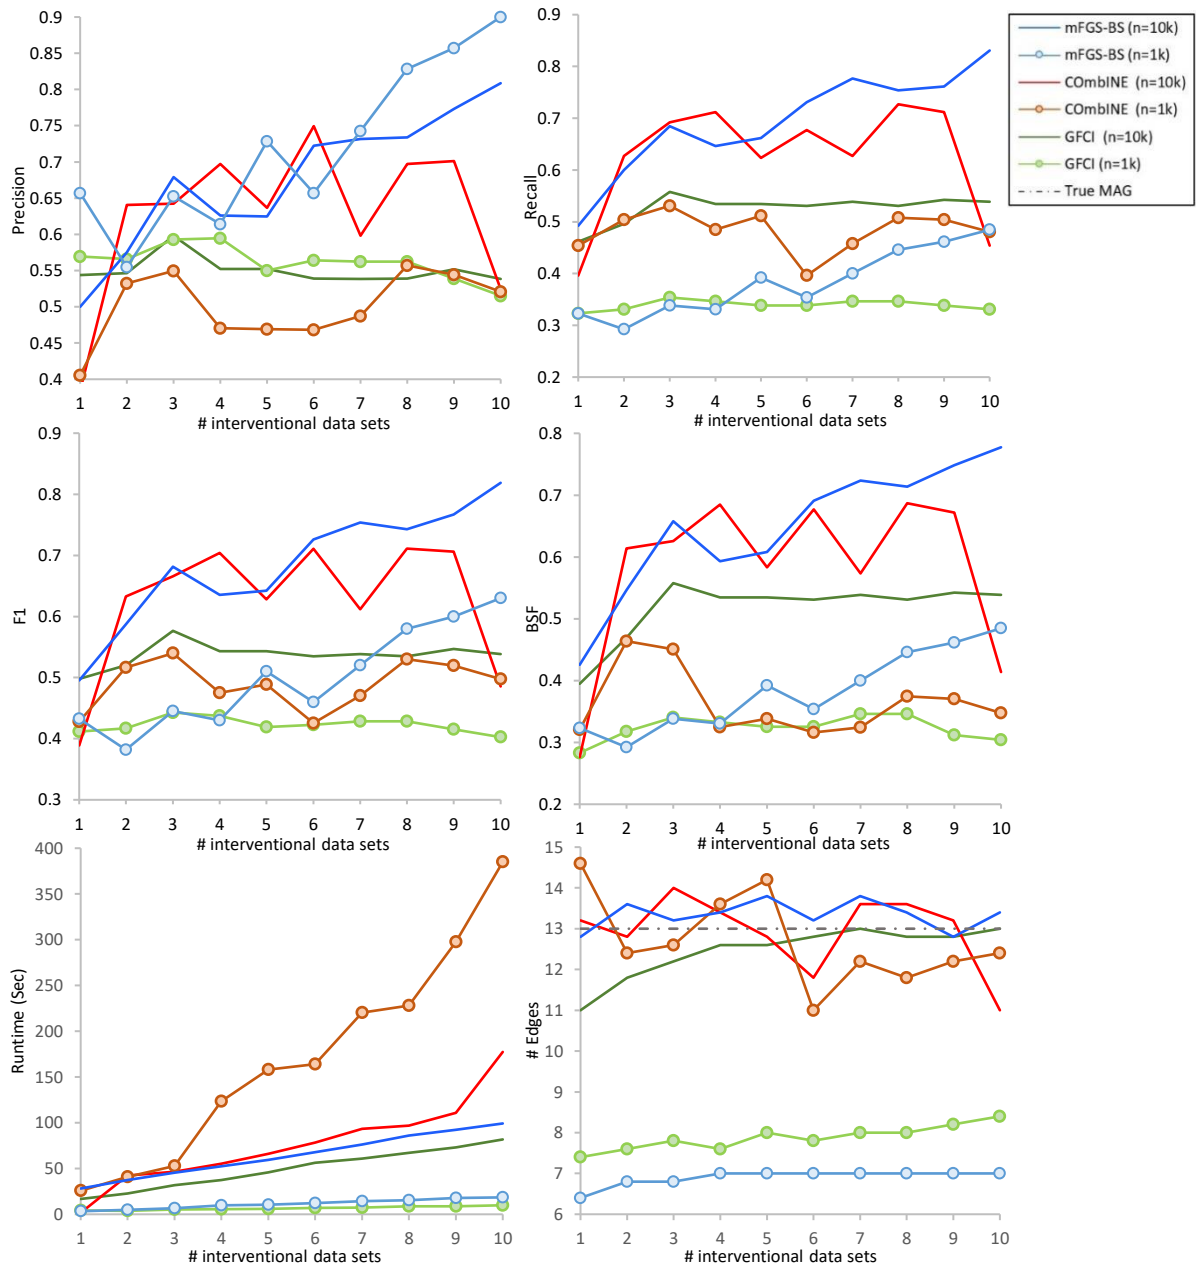 0.9
0.85
0.8
0.75
0.7
0.65
0.6
0.55
0.5
0.45
0.4
Precision
1 2 3 4 5 6 7 8 9 10
# interventional data sets
0.9
0.8
0.7
0.6
0.5
0.4
0.3
0.2
Recall
1 2 3 4 5 6 7 8 9 10
# interventional data sets
mFGS-BS (n=10k)
mFGS-BS (n=1k)
COmbINE (n=10k)
COmbINE (n=1k)
GFCI (n=10k)
GFCI (n=1k)
True MAG
0.9
0.8
0.7
0.6
0.5
0.4
0.3
F1
1 2 3 4 5 6 7 8 9 10
# interventional data sets
0.8
0.7
0.6
0.5
0.4
0.3
0.2
BSF
1 2 3 4 5 6 7 8 9 10
# interventional data sets
400
350
300
250
200
150
100
50
0
Runtime (Sec)
1 2 3 4 5 6 7 8 9 10
# interventional data sets
15
14
13
12
11
10
9
8
7
6
# Edges
1 2 3 4 5 6 7 8 9 10
# interventional data sets